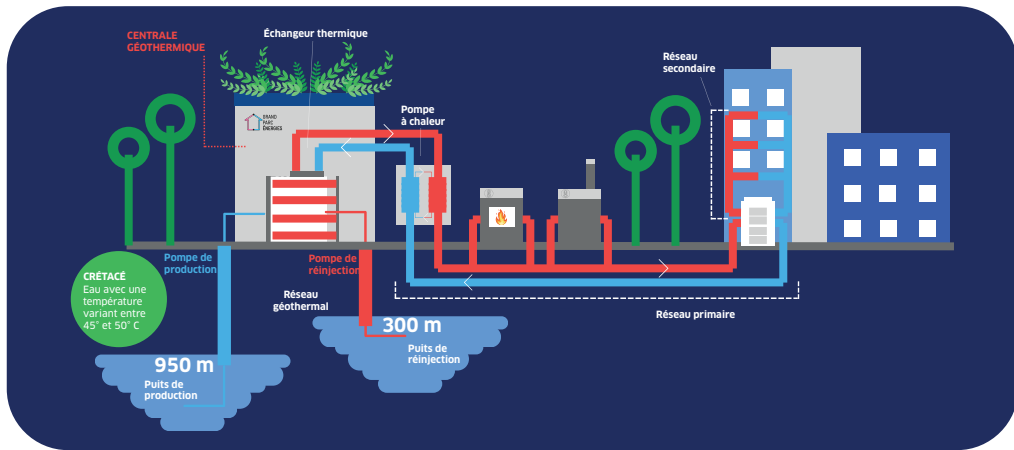 CENTRALE
GÉOTHERMIQUE
Échangeur thermique
GRAND
PARC
ÉNERGIES
Pompe
à chaleur
Réseau
secondaire
Pompe de
production
Pompe de
réinjection
CRÉTACÉ
Eau avec une
température
variant entre
45° et 50° C
Réseau
géothermal
Réseau primaire
300 m
Puits de
réinjection
950 m
Puits de
production